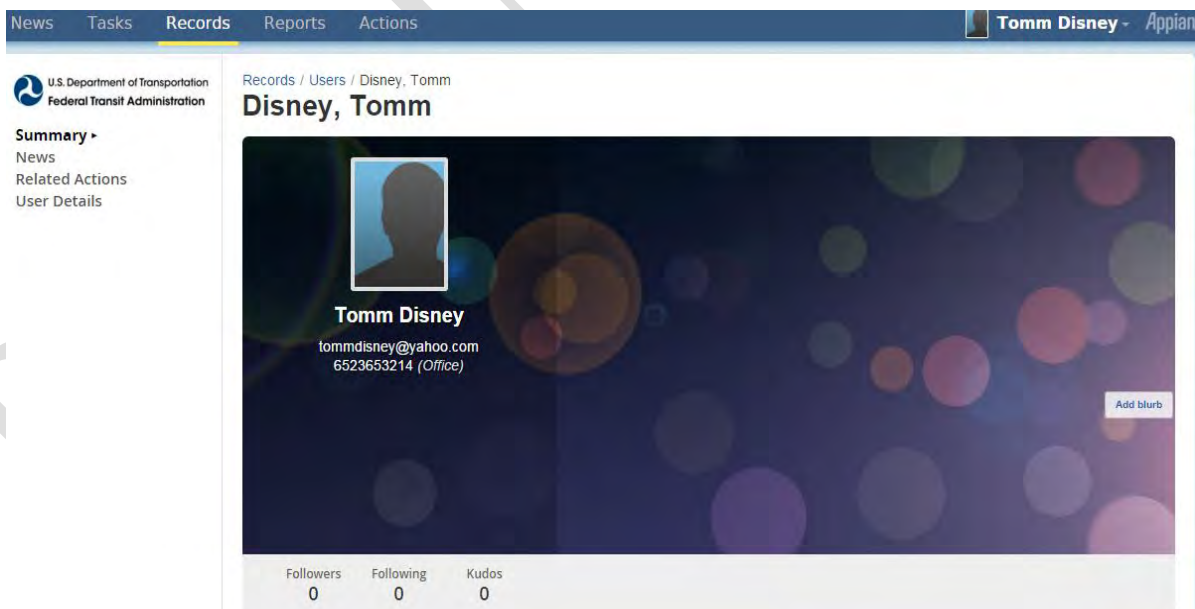 News Tasks Records Reports Actions Tomm Disney Appian
U.S. Department of Transportation
Federal Transit Administration
Summary
News
Related Actions
User Details
Records / Users / Disney, Tomm
Disney, Tomm
Tomm Disney
tommdisney@yahoo.com
6523653214 (Office)
Add blurb
Followers Following Kudos
0 0 0